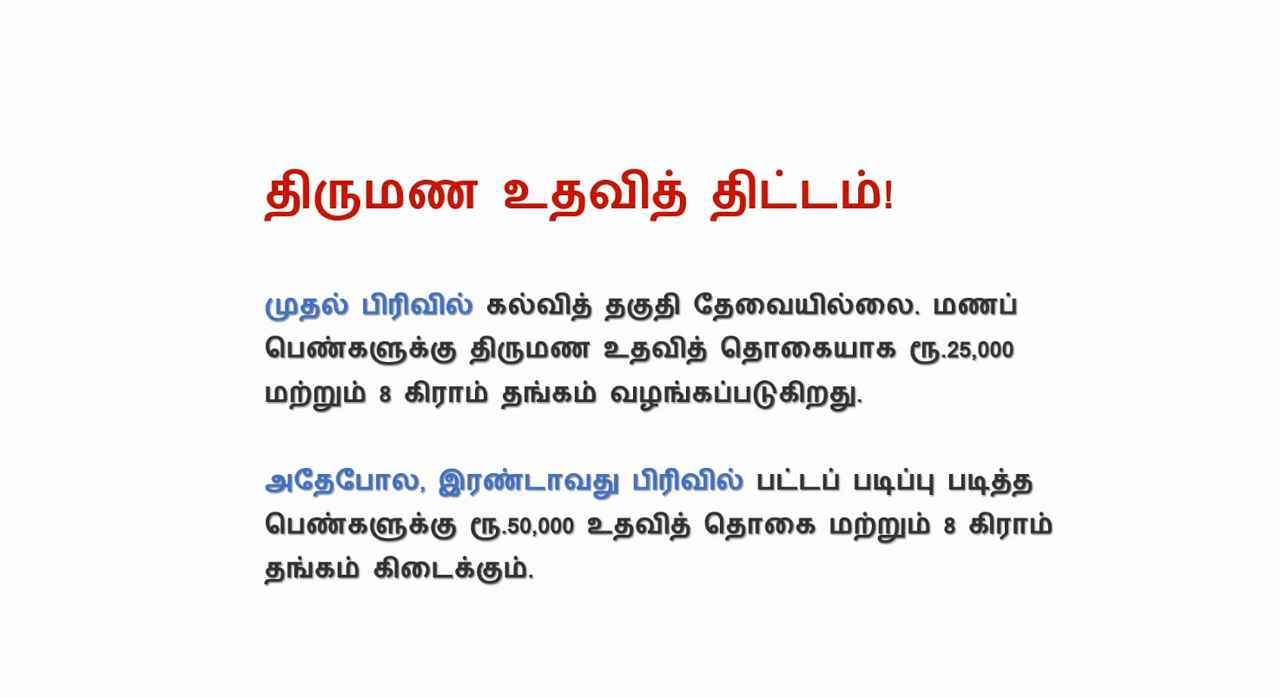 திருமண உதவித் திட்டம்!
முதல் பிரிவில் கல்வித் தகுதி தேவையில்லை. மணப்
பெண்களுக்கு திருமண உதவித் தொகையாக ரூ.25,000
மற்றும் 8 கிராம் தங்கம் வழங்கப்படுகிறது.
அதேபோல, இரண்டாவது பிரிவில் பட்டப் படிப்பு படித்த
பெண்களுக்கு ரூ.50,000 உதவித் தொகை மற்றும் 8 கிராம்
தங்கம் கிடைக்கும்.